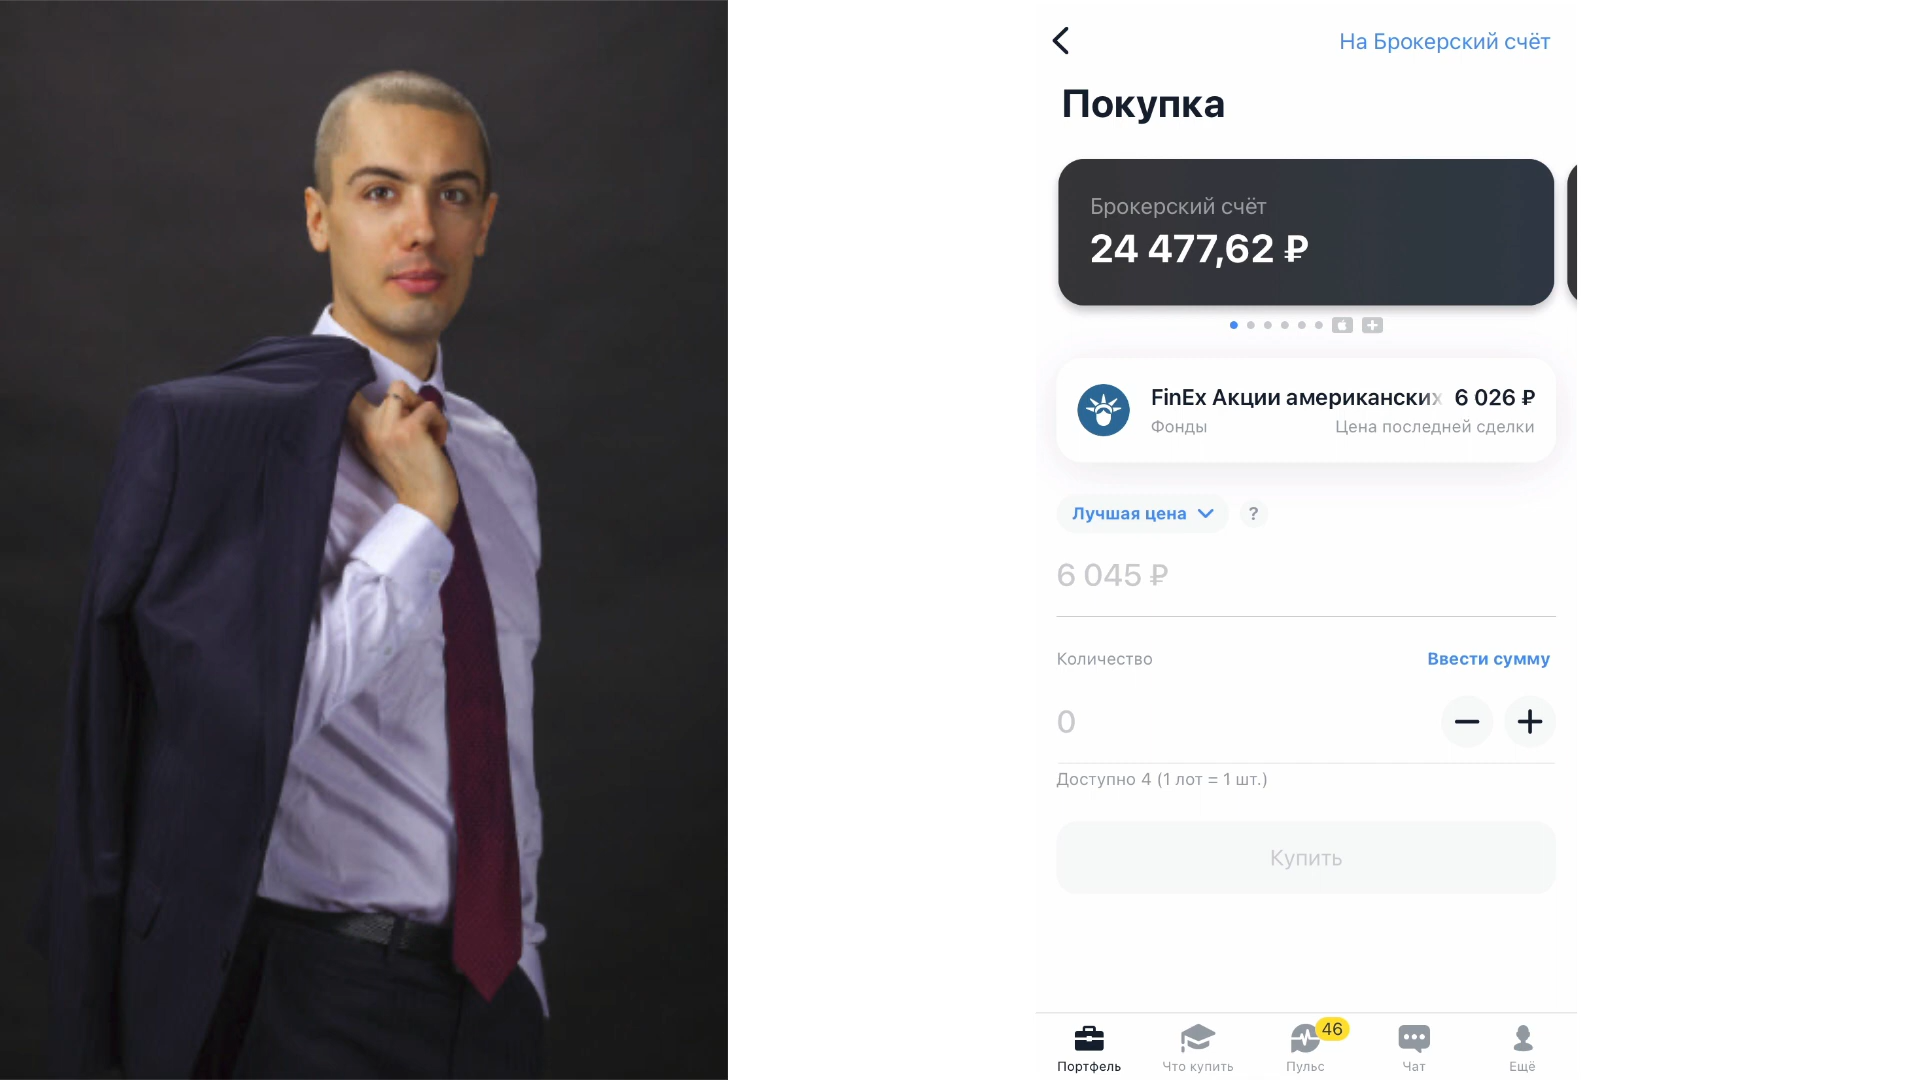 На Брокерский счёт
Покупка
Брокерский счёт
24 477,62 ₽
FinEx Акции американских 6 026 ₽
Фонды Цена последней сделки
Лучшая цена ?
6 045 ₽
Количество Ввести сумму
0
Доступно 4 (1 лот = 1 шт.)
Купить
46
Портфель Что купить Пульс Чат Ещё